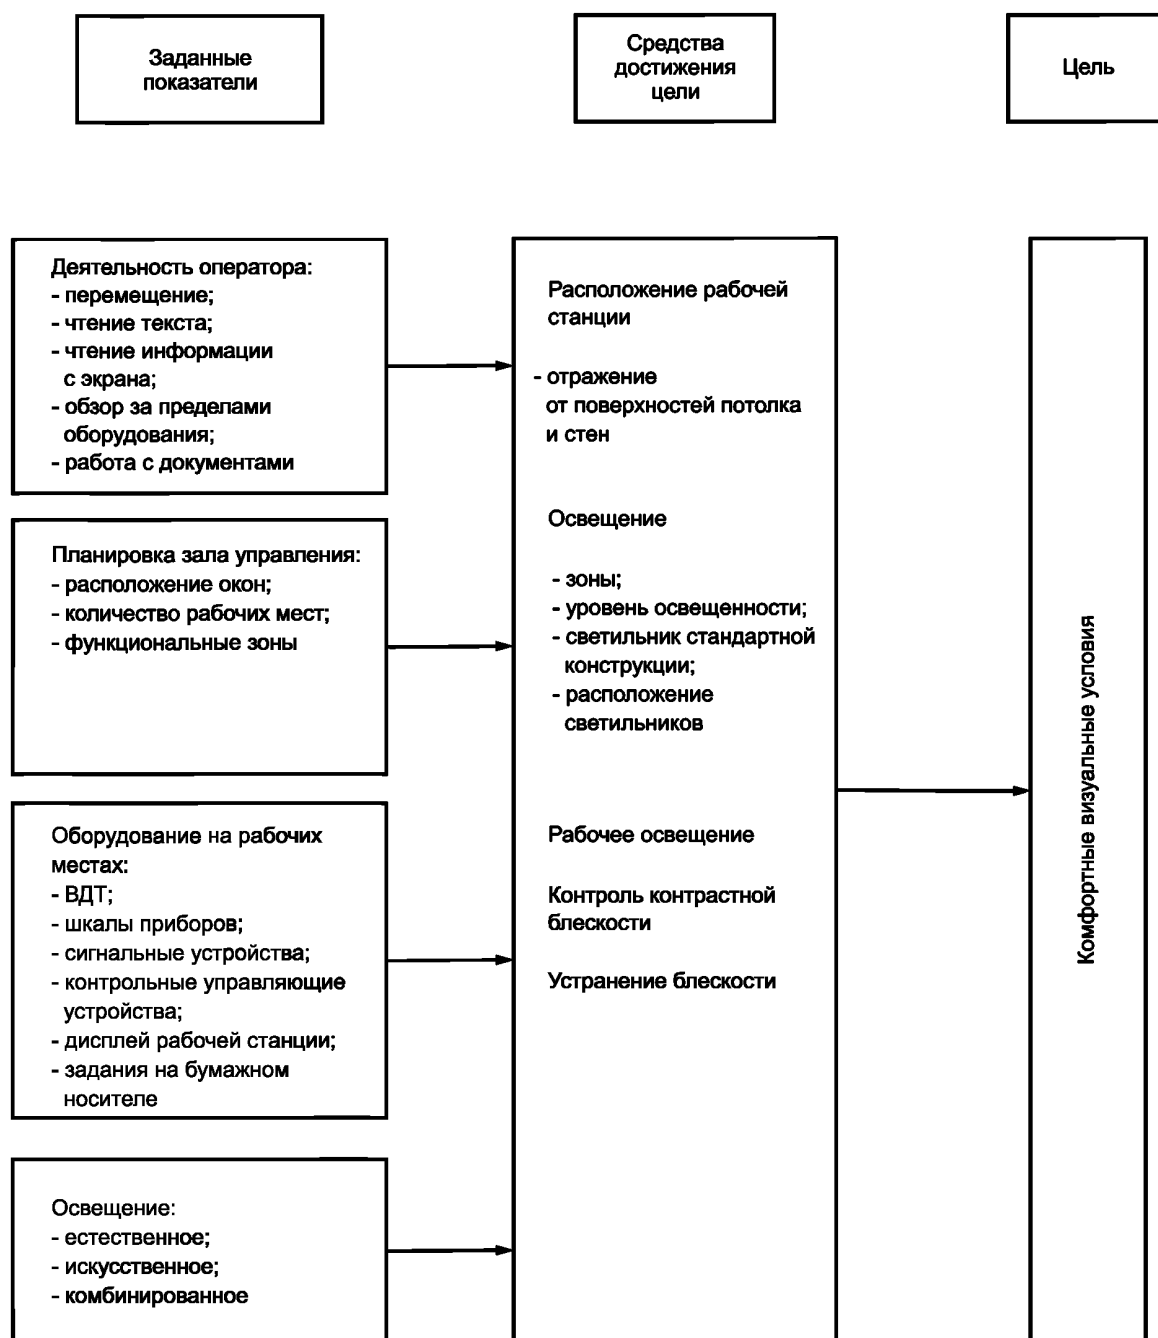 Заданные
показатели
Средства
достижения
цели
Цель
Деятельность оператора:
- перемещение;
- чтение текста;
- чтение информации
с экрана;
- обзор за пределами
оборудования;
- работа с документами
Планировка зала управления:
- расположение окон;
- количество рабочих мест;
- функциональные зоны
Оборудование на рабочих
местах:
- ВДТ;
- шкалы приборов;
- сигнальные устройства;
- контрольные управляющие
устройства;
- дисплей рабочей станции;
- задания на бумажном
носителе
Освещение:
- естественное;
- искусственное;
- комбинированное
Расположение рабочей
станции
- отражение
от поверхностей потолка
и стен
Освещение
- зоны;
- уровень освещенности;
- светильник стандартной
конструкции;
- расположение
светильников
Рабочее освещение
Контроль контрастной
блескости
Устранение блескости
Комфортные визуальные условия